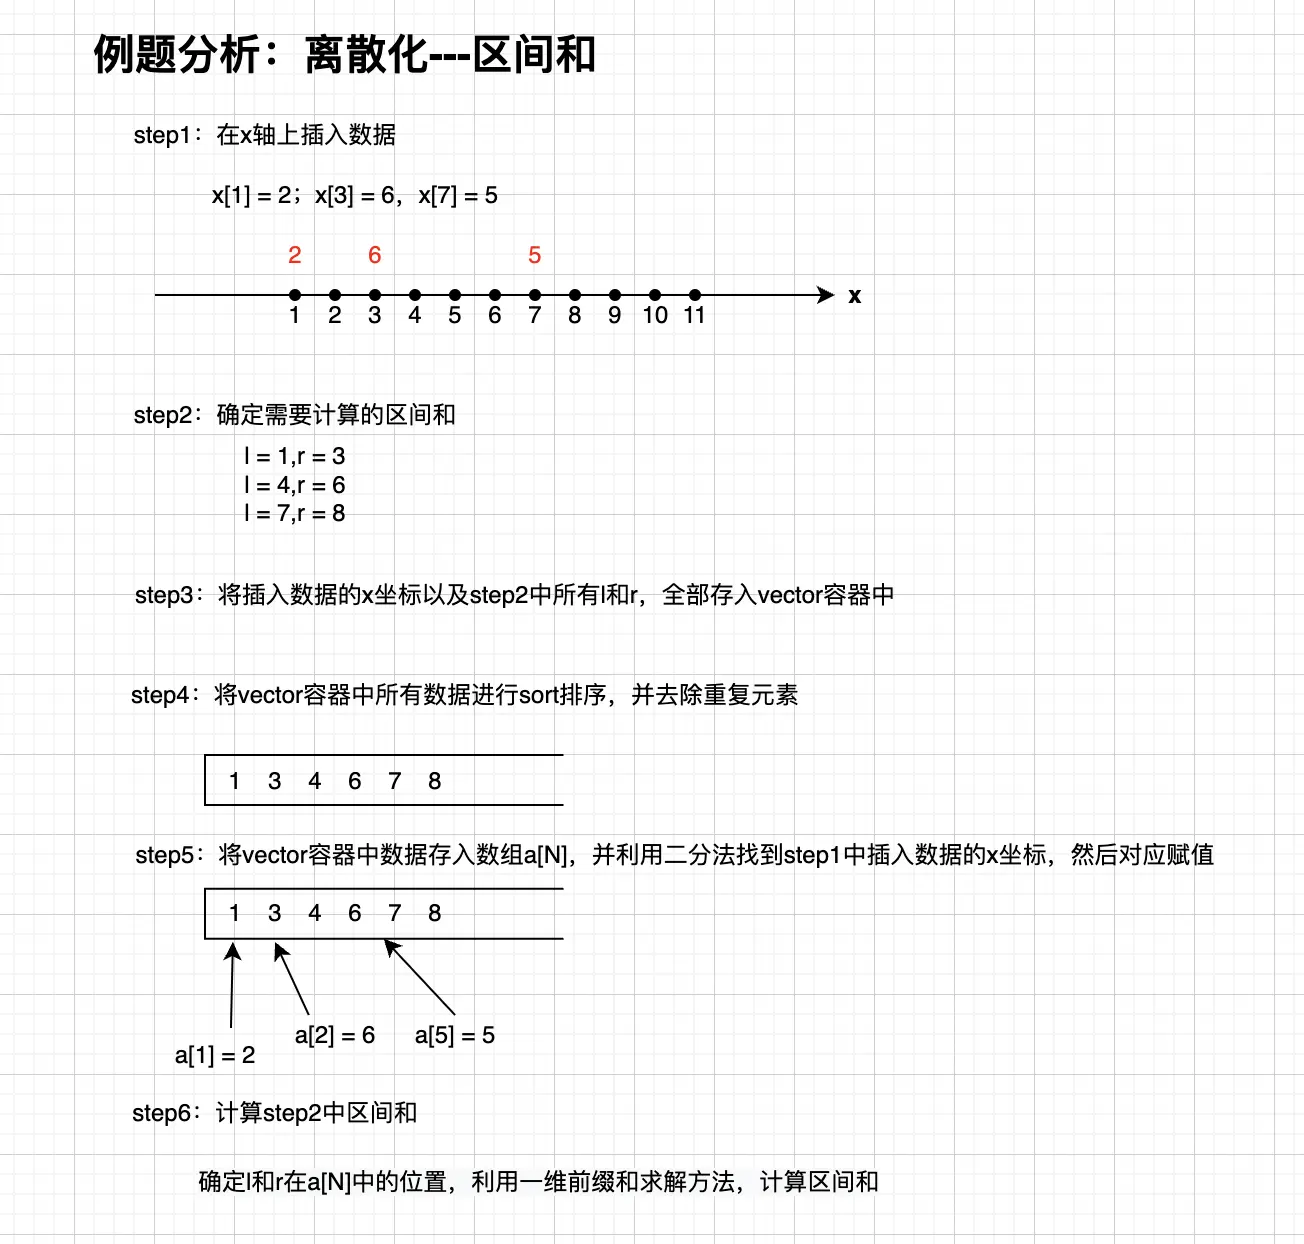 例题分析：离散化---区间和
step1：在x轴上插入数据
x[1] = 2；x[3] = 6，x[7] = 5
2 6 5
x
1 2 3 4 5 6 7 8 9 10 11
step2：确定需要计算的区间和
l = 1,r = 3
l = 4,r = 6
l = 7,r = 8
step3：将插入数据的x坐标以及step2中所有l和r，全部存入vector容器中
step4：将vector容器中所有数据进行sort排序，并去除重复元素
1 3 4 6 7 8
step5：将vector容器中数据存入数组a[N]，并利用二分法找到step1中插入数据的x坐标，然后对应赋值
1 3 4 6 7 8
a[2] = 6 a[5] = 5
a[1] = 2
step6：计算step2中区间和
确定l和r在a[N]中的位置，利用一维前缀和求解方法，计算区间和